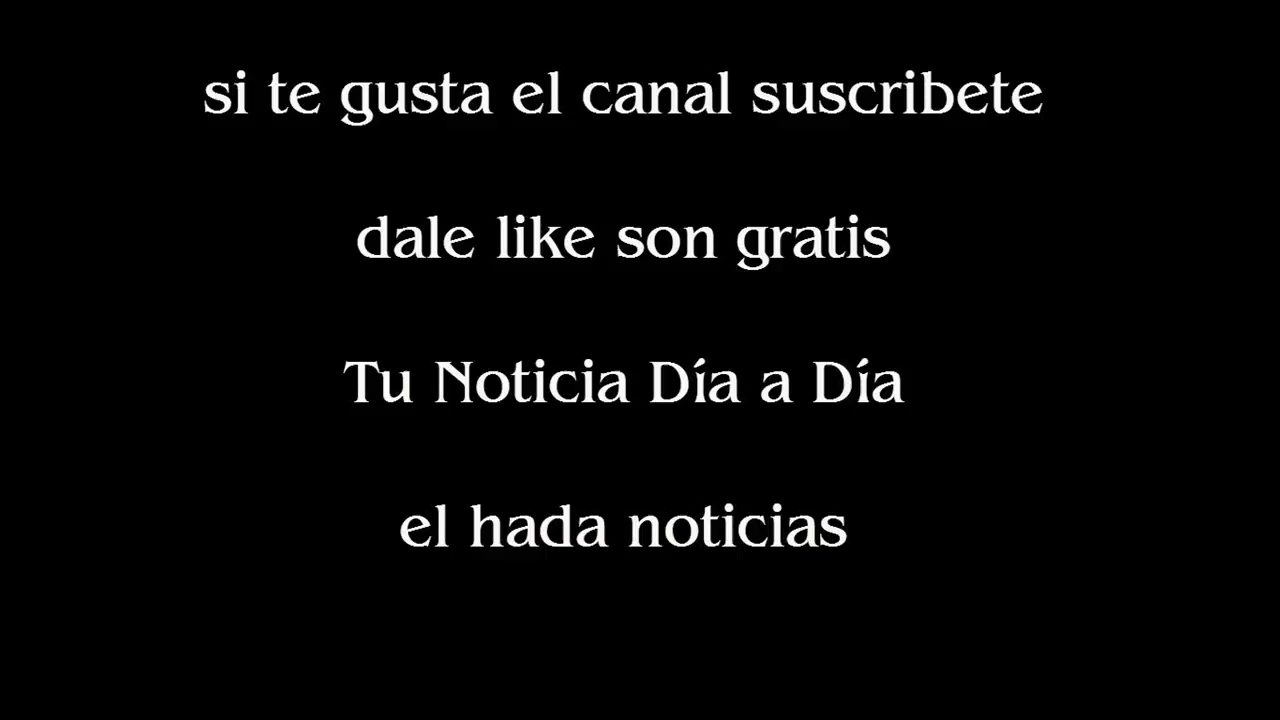 si te gusta el canal suscribete
dale like son gratis
Tu Noticia Día a Día
el hada noticias